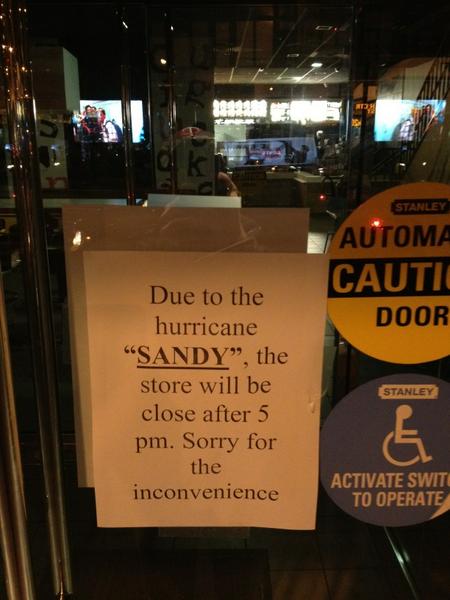 STANLEY
AUTOMA
CAUTI
DOOR
Due to the
hurricane
“SANDY”, the
store will be
close after 5
pm. Sorry for
the
inconvenience
STANLEY
ACTIVATE SWITC
TO OPERATE